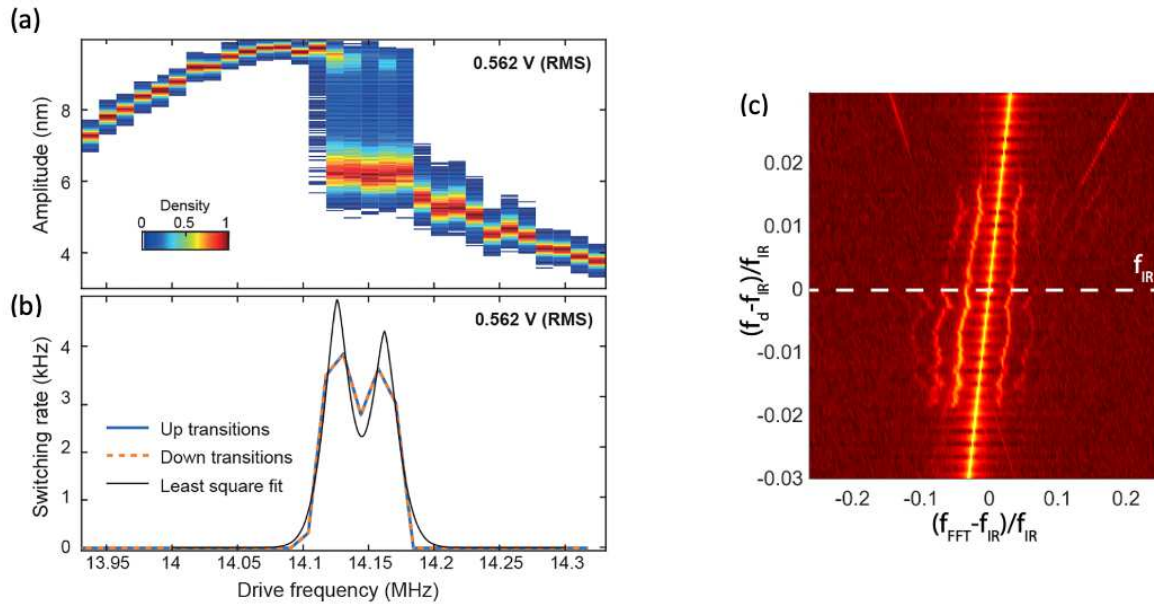 (a)
0.562 V (RMS)
Amplitude (nm)
8
6
4
Density
0 0.5 1
(b)
0.562 V (RMS)
Switching rate (kHz)
4
3
2
1
0
Up transitions
Down transitions
Least square fit
13.95 14 14.05 14.1 14.15 14.2 14.25 14.3
Drive frequency (MHz)
(c)
(f_d-f_IR)/f_IR
0.02
0.01
0
-0.01
-0.02
-0.03
f_IR
-0.2 -0.1 0 0.1 0.2
(f_FFT-f_IR)/f_IR